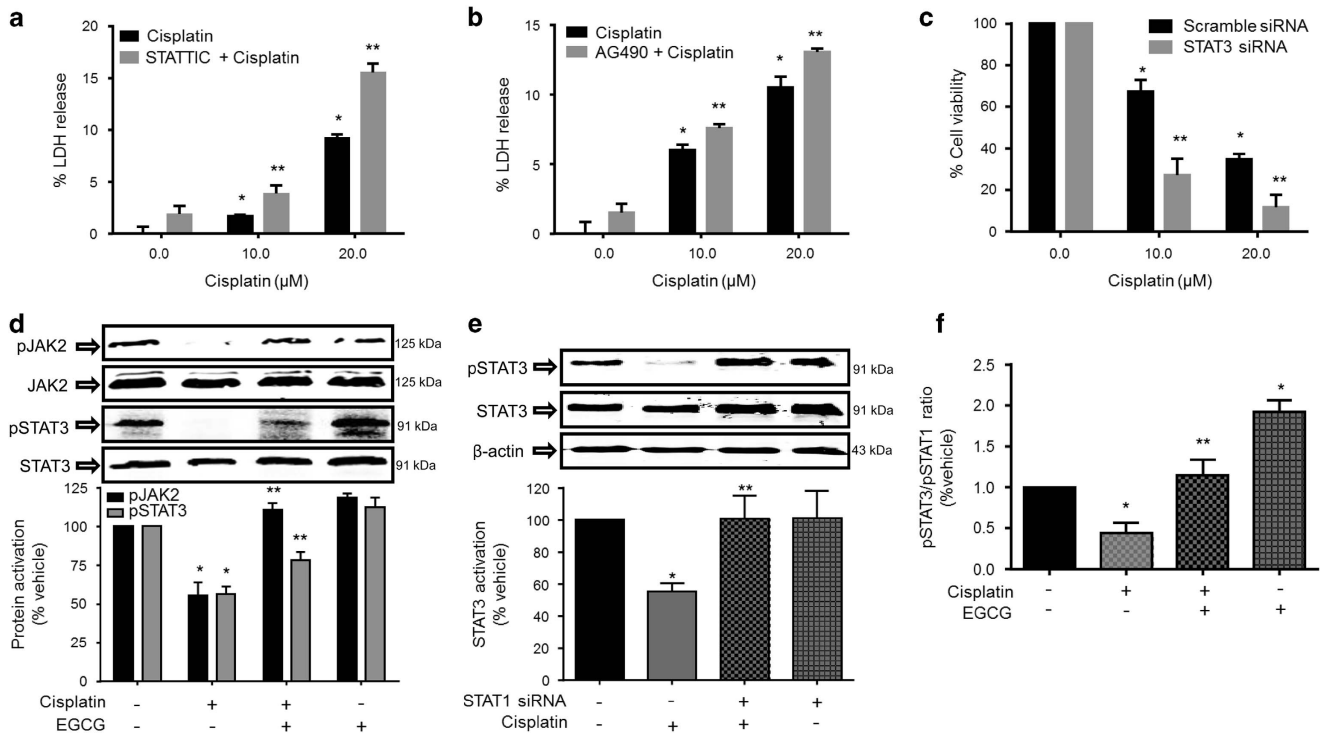 a
20
15
10
5
0
% LDH release
Cisplatin
STATTIC + Cisplatin
*
**
*
**
0.0
10.0
20.0
Cisplatin (µM)
b
15
10
5
0
% LDH release
Cisplatin
AG490 + Cisplatin
*
**
*
**
0.0
10.0
20.0
Cisplatin (µM)
c
100
80
60
40
20
0
% Cell viability
Scramble siRNA
STAT3 siRNA
*
**
*
**
0.0
10.0
20.0
Cisplatin (µM)
d
pJAK2
125 kDa
JAK2
125 kDa
pSTAT3
91 kDa
STAT3
91 kDa
125
100
75
50
25
0
Protein activation
(% vehicle)
pJAK2
pSTAT3
*
*
**
**
Cisplatin - + + -
EGCG - - + +
e
pSTAT3
91 kDa
STAT3
91 kDa
β-actin
43 kDa
120
100
80
60
40
20
0
STAT3 activation
(% vehicle)
*
**
STAT1 siRNA - - + +
Cisplatin - + + -
f
2.5
2.0
1.5
1.0
0.5
0.0
pSTAT3/pSTAT1 ratio
(%vehicle)
*
**
*
Cisplatin - + + -
EGCG - - + +